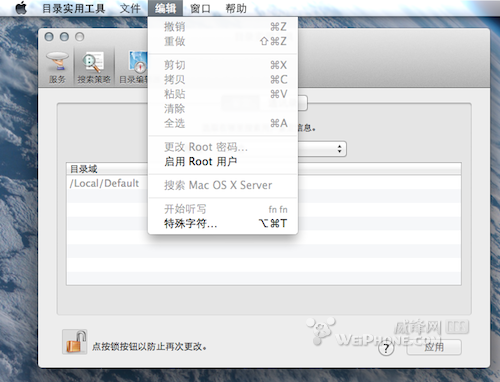 目录实用工具 文件 编辑 窗口 帮助
撤销 ⌘Z
重做 ⇧⌘Z
剪切 ⌘X
拷贝 ⌘C
粘贴 ⌘V
清除
全选 ⌘A
更改 Root 密码...
启用 Root 用户
搜索 Mac OS X Server
开始听写 fn fn
特殊字符... ⌥⌘T
服务 搜索策略 目录编辑
信息。
目录域
/Local/Default
点按锁按钮以防止再次更改。
? 应用
威锋网
WEIPHONE.COM